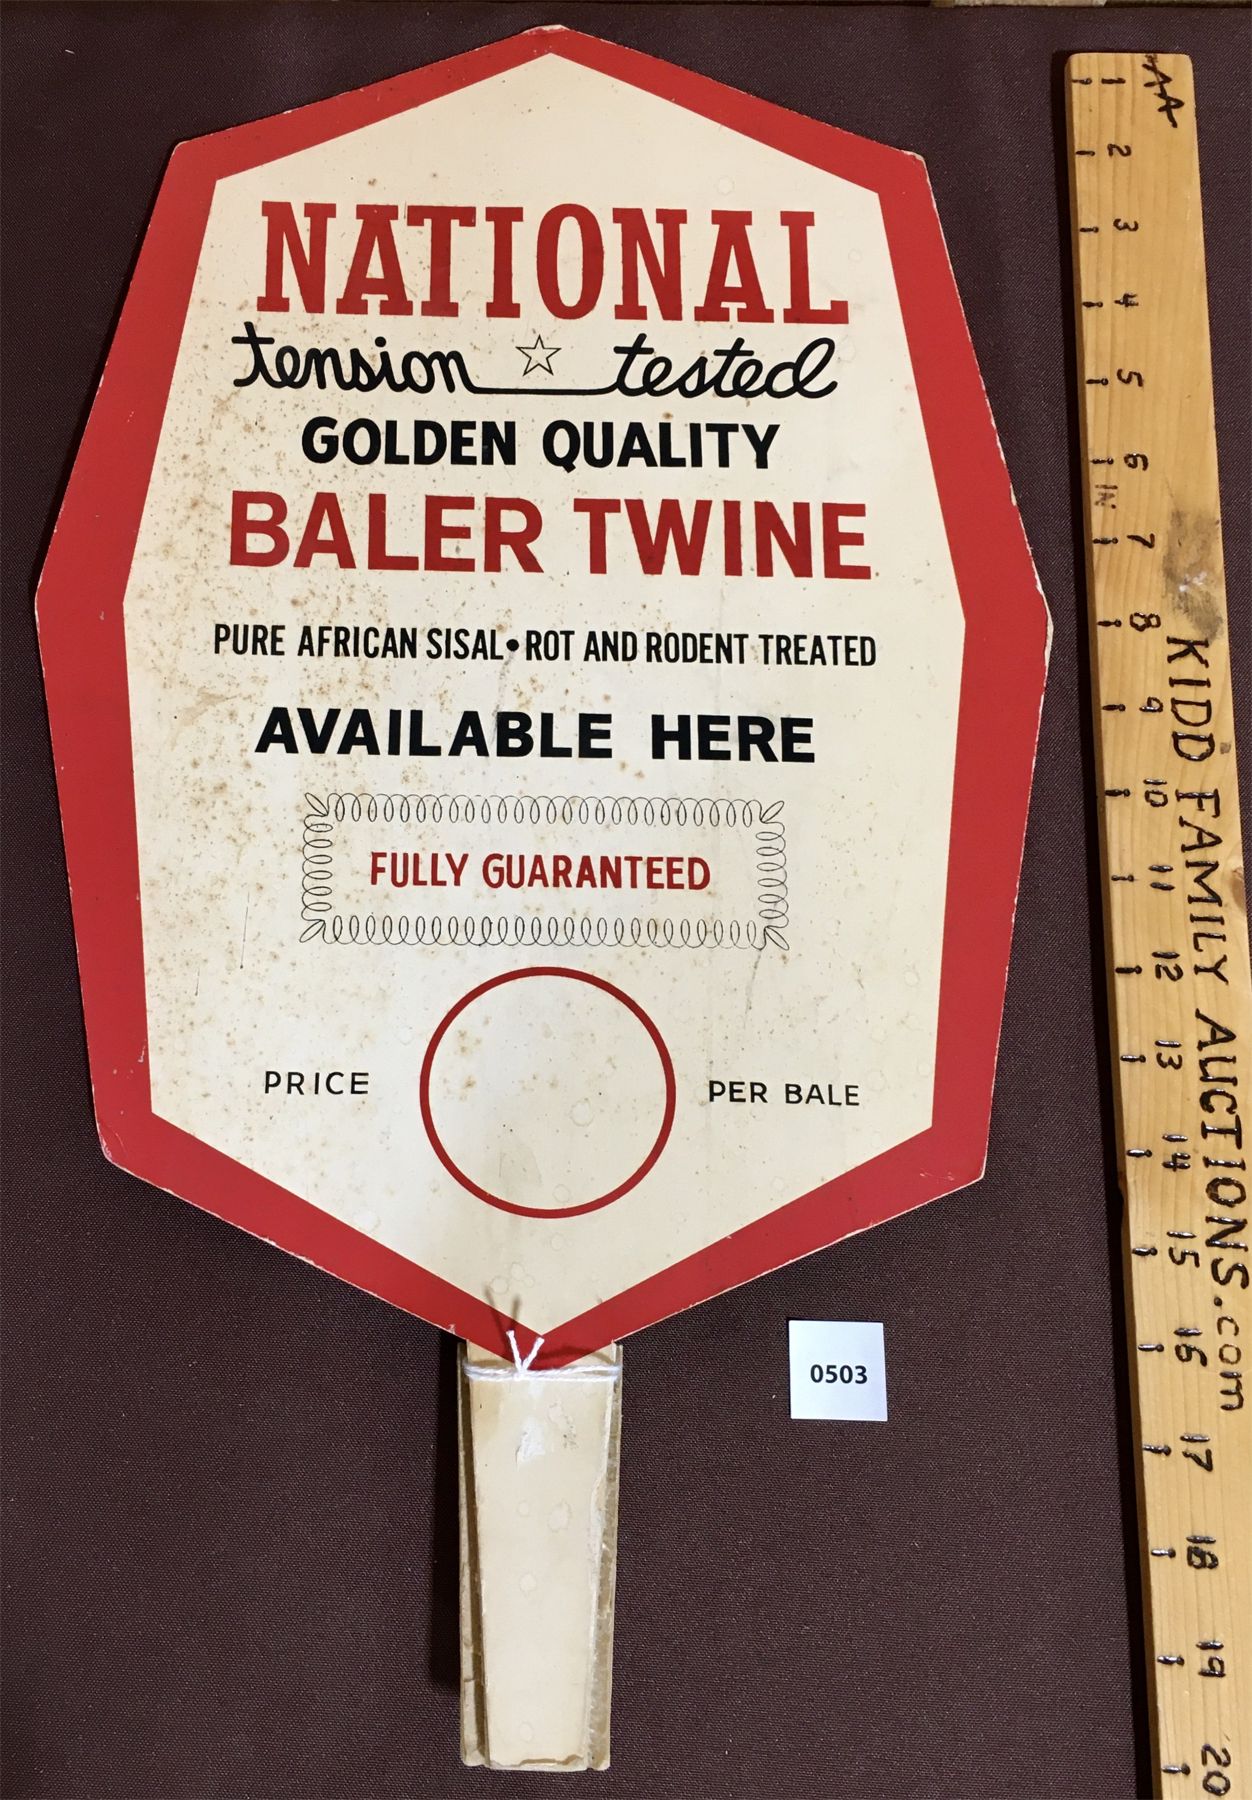 NATIONAL
tension ☆ tested
GOLDEN QUALITY
BALER TWINE
PURE AFRICAN SISAL•ROT AND RODENT TREATED
AVAILABLE HERE
FULLY GUARANTEED
PRICE
PER BALE
0503
AA
1
2
3
4
5
6
IN
7
8
9
10
11
12
13
14
15
16
17
18
19
20
KIDD FAMILY AUCTIONS.com